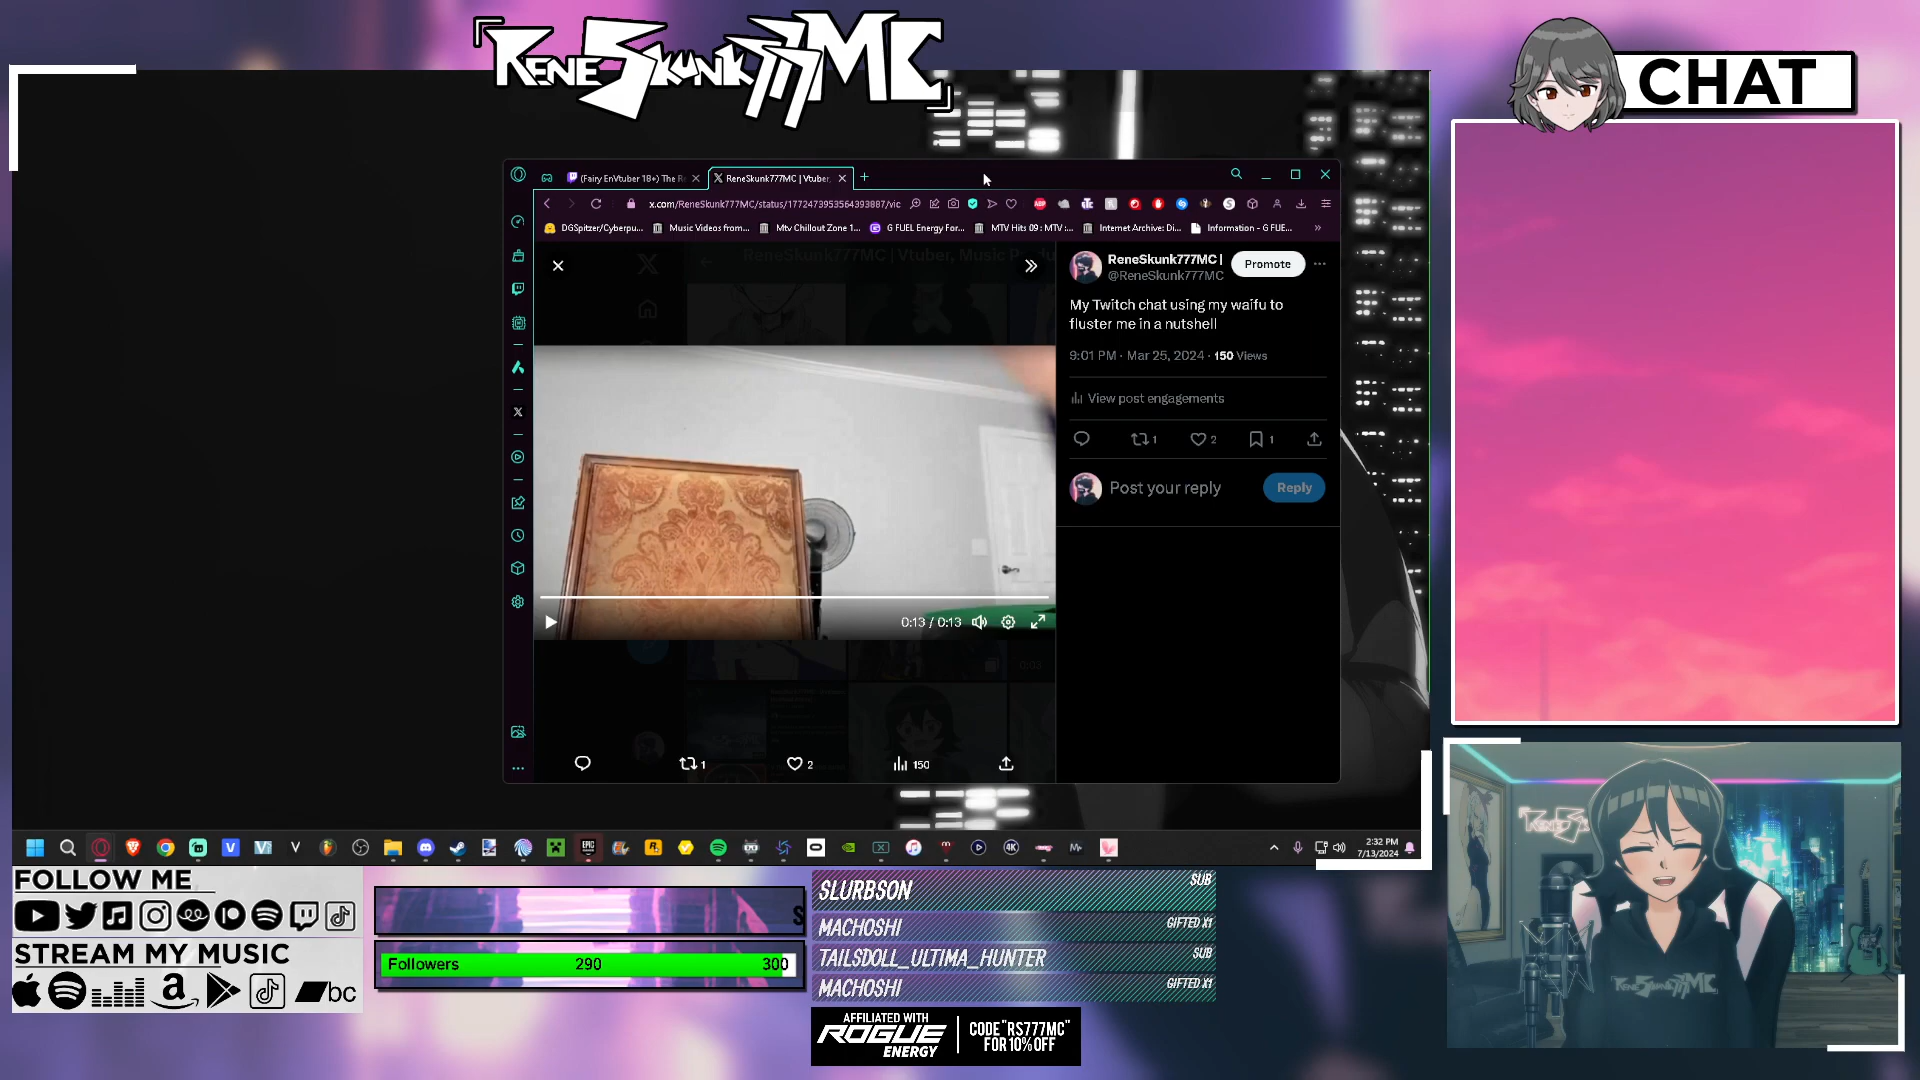 RENESKUNK777MC
CHAT
(Fairy EnVtuber 18+) The R
ReneSkunk777MC | Vtuber,
x.com/ReneSkunk777MC/status/1772473953564393887/vic
DGSpitzer/Cyberpu...
Music Videos from...
Mtv Chillout Zone 1...
G FUEL Energy For...
MTV Hits 09 : MTV :...
Internet Archive: Di...
Information - G FUE...
ReneSkunk777MC |
@ReneSkunk777MC
Promote
My Twitch chat using my waifu to
fluster me in a nutshell
9:01 PM · Mar 25, 2024 · 150 Views
View post engagements
1
2
1
Post your reply
Reply
0:13 / 0:13
1
2
150
2:32 PM
7/13/2024
FOLLOW ME
STREAM MY MUSIC
bc
Followers 290 300
SLURBSON SUB
MACHOSHI GIFTED X1
TAILSDOLL_ULTIMA_HUNTER SUB
MACHOSHI GIFTED X1
AFFILIATED WITH
ROGUE
ENERGY
CODE "RS777MC"
FOR 10% OFF